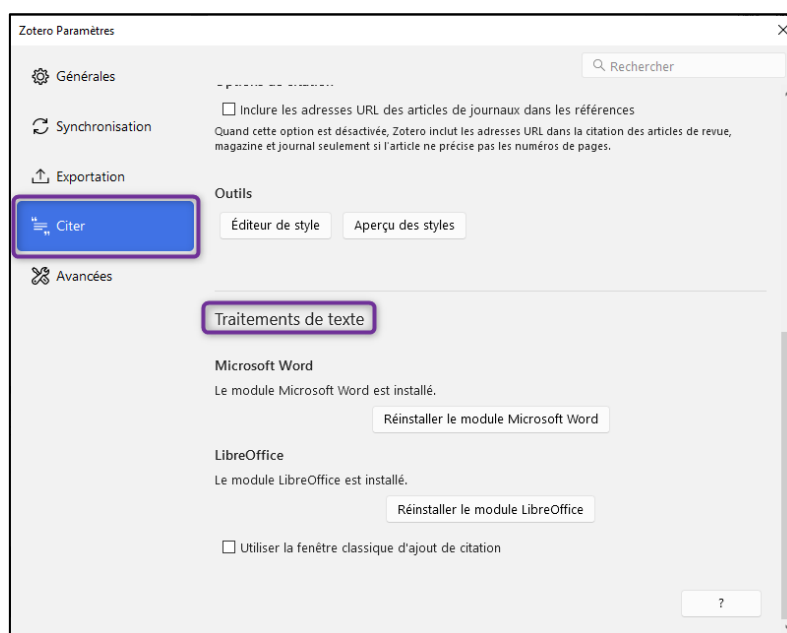 Zotero Paramètres
Rechercher
Générales
Synchronisation
Exportation
Citer
Avancées
Options de citation
Inclure les adresses URL des articles de journaux dans les références
Quand cette option est désactivée, Zotero inclut les adresses URL dans la citation des articles de revue,
magazine et journal seulement si l'article ne précise pas les numéros de pages.
Outils
Éditeur de style
Aperçu des styles
Traitements de texte
Microsoft Word
Le module Microsoft Word est installé.
Réinstaller le module Microsoft Word
LibreOffice
Le module LibreOffice est installé.
Réinstaller le module LibreOffice
Utiliser la fenêtre classique d'ajout de citation
?